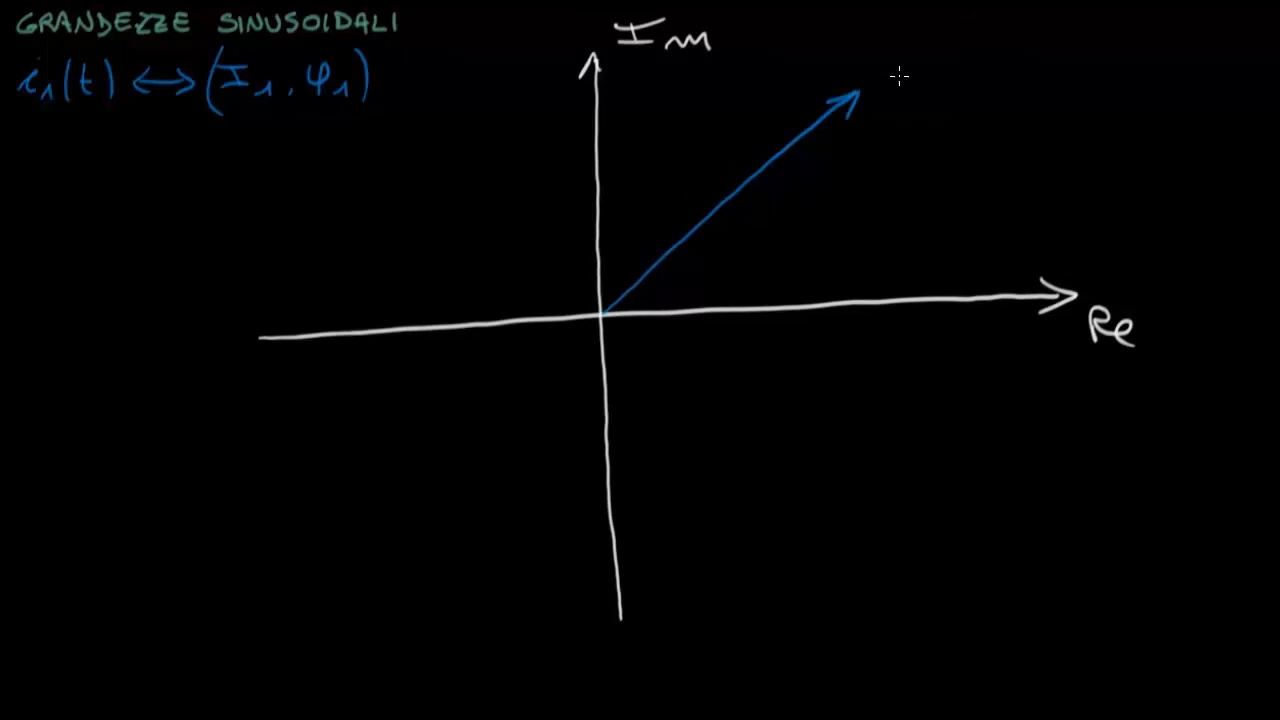 GRANDEZZE SINUSOIDALI
i₁(t) ↔ (I₁, φ₁)
Im
Re